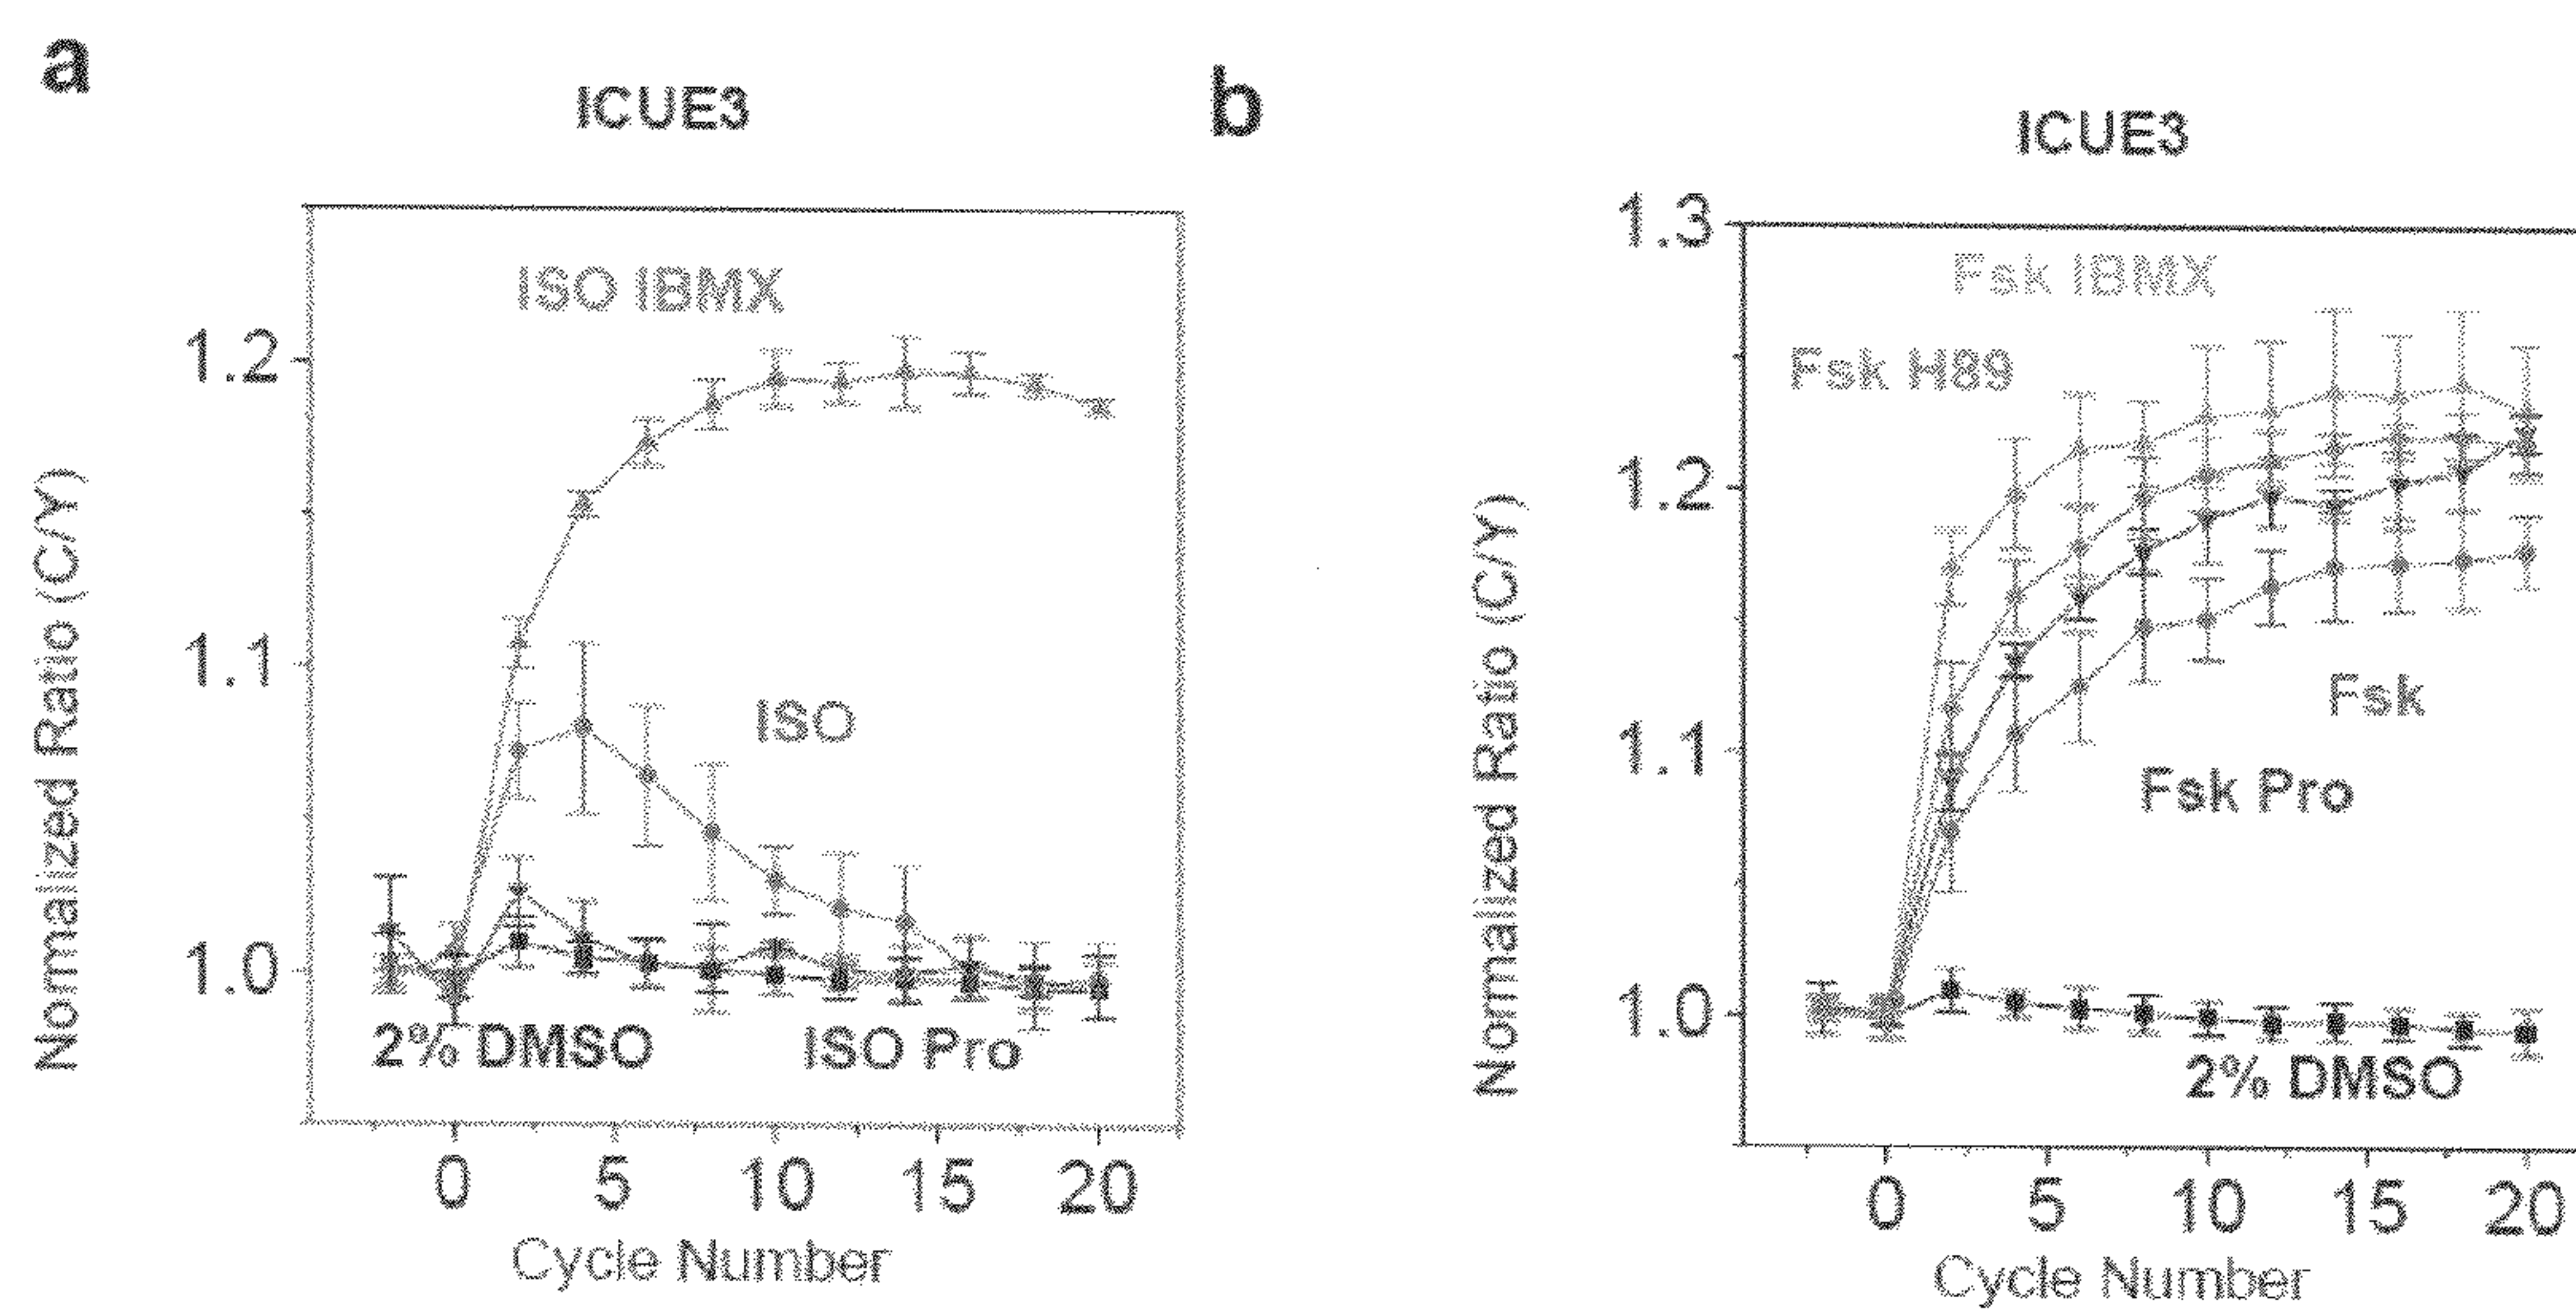 a
ICUE3
Normalized Ratio (C/Y)
1.2
1.1
1.0
ISO IBMX
ISO
2% DMSO
ISO Pro
0 5 10 15 20
Cycle Number
b
ICUE3
Normalized Ratio (C/Y)
1.3
1.2
1.1
1.0
Fsk IBMX
Fsk H89
Fsk
Fsk Pro
2% DMSO
0 5 10 15 20
Cycle Number